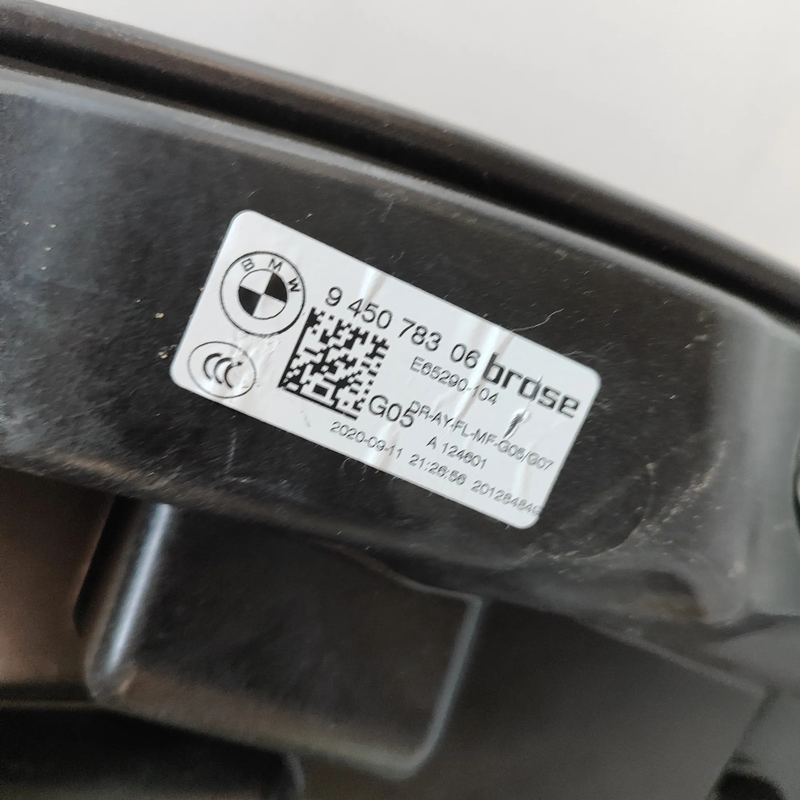 BMW
9 450 783 06 brose
E65290-104
G05 DR-AY-FL-MF-G05/G07
A 124601
2020-09-11 21:26:56